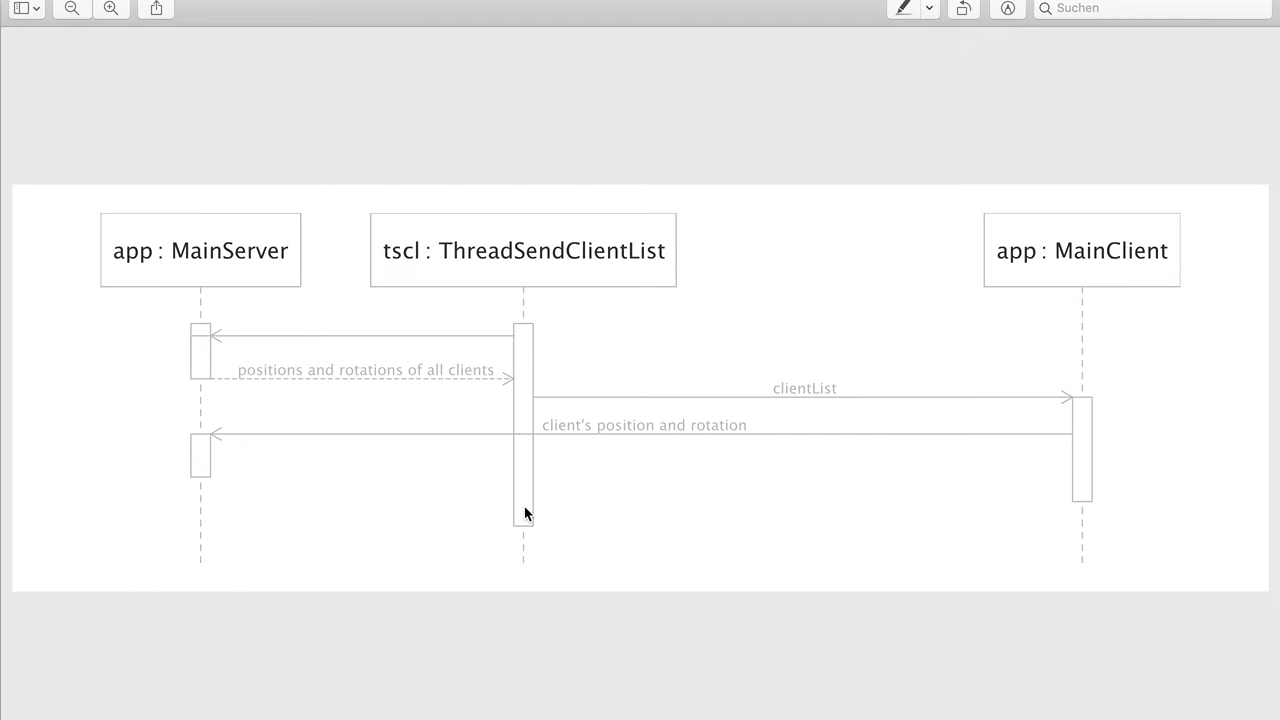 Suchen
app : MainServer
tscl : ThreadSendClientList
app : MainClient
positions and rotations of all clients
clientList
client's position and rotation